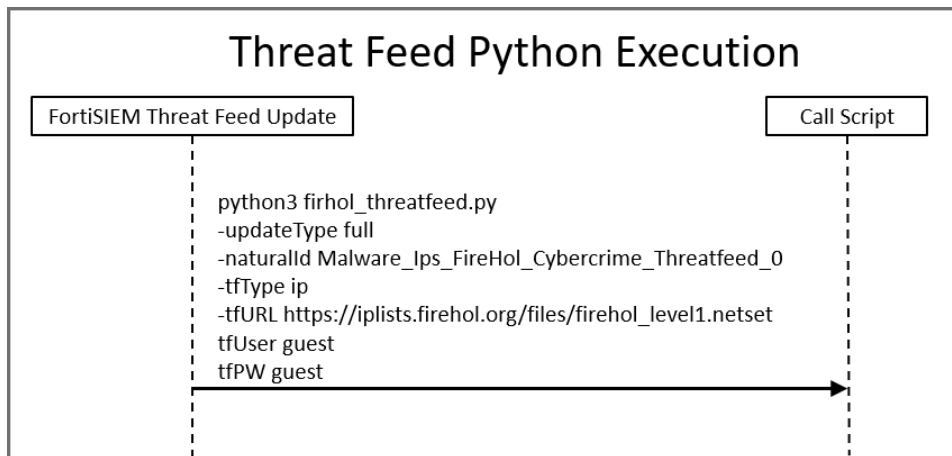 Threat Feed Python Execution
FortiSIEM Threat Feed Update
Call Script
python3 firhol_threatfeed.py
-updateType full
-naturalId Malware_Ips_FireHol_Cybercrime_Threatfeed_0
-tfType ip
-tfURL https://iplists.firehol.org/files/firehol_level1.netset
tfUser guest
tfPW guest